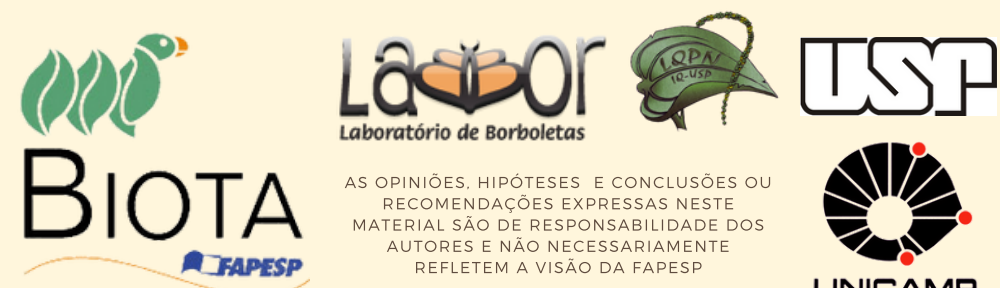 BIOTA
FAPESP
LaBor
Laboratório de Borboletas
LQPN
IQ-USP
USP
AS OPINIÕES, HIPÓTESES E CONCLUSÕES OU
RECOMENDAÇÕES EXPRESSAS NESTE
MATERIAL SÃO DE RESPONSABILIDADE DOS
AUTORES E NÃO NECESSARIAMENTE
REFLETEM A VISÃO DA FAPESP
UNICAMP